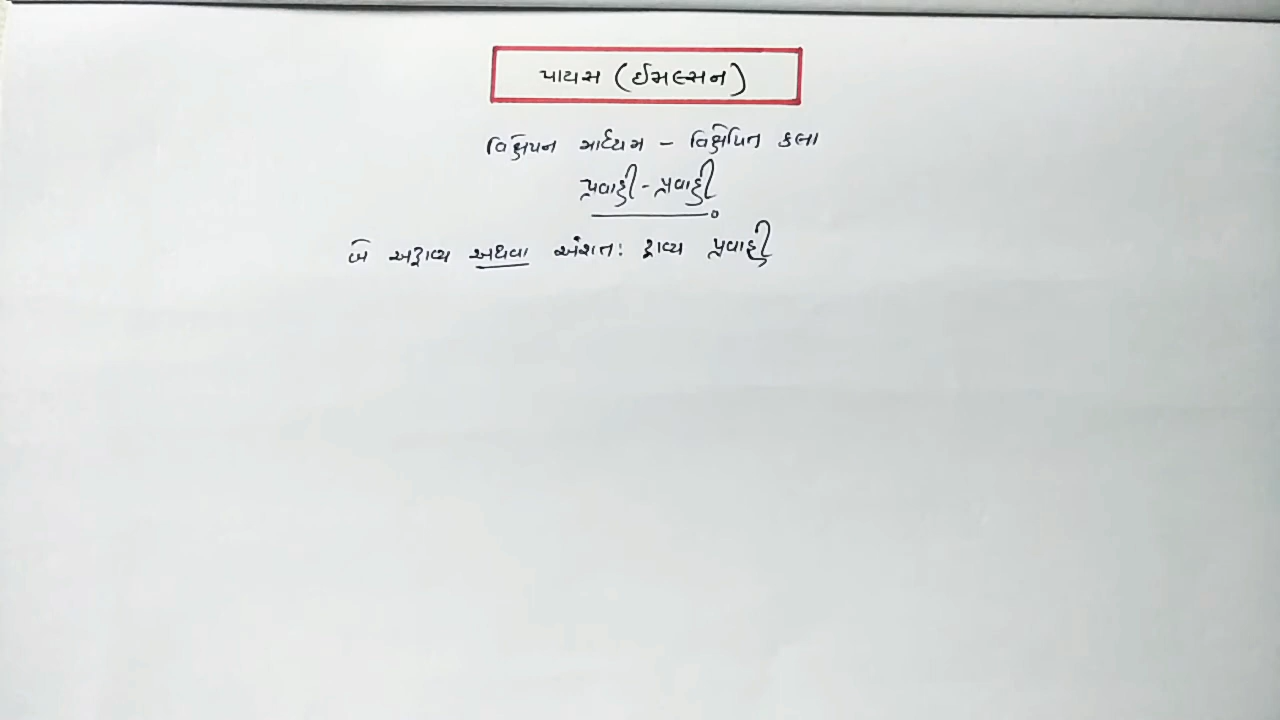 પાયસ (ઈમલ્સન)
વિક્ષેપન માધ્યમ - વિક્ષેપિત કલા
પ્રવાહી - પ્રવાહી
બે અદ્રાવ્ય અથવા અંશત: દ્રાવ્ય પ્રવાહી